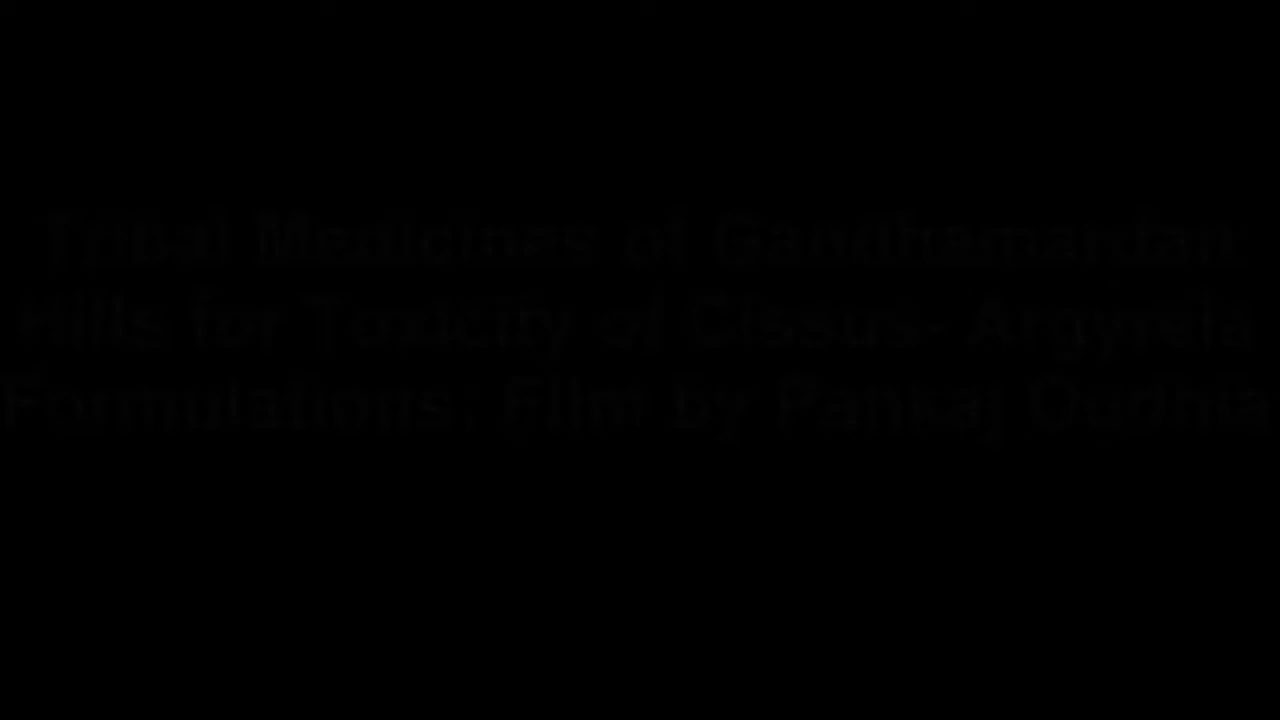 Tribal Medicines of Gandhamardan
Hills for Toxicity of Cissus- Argyreia
Formulations: Film by Pankaj Oudhia